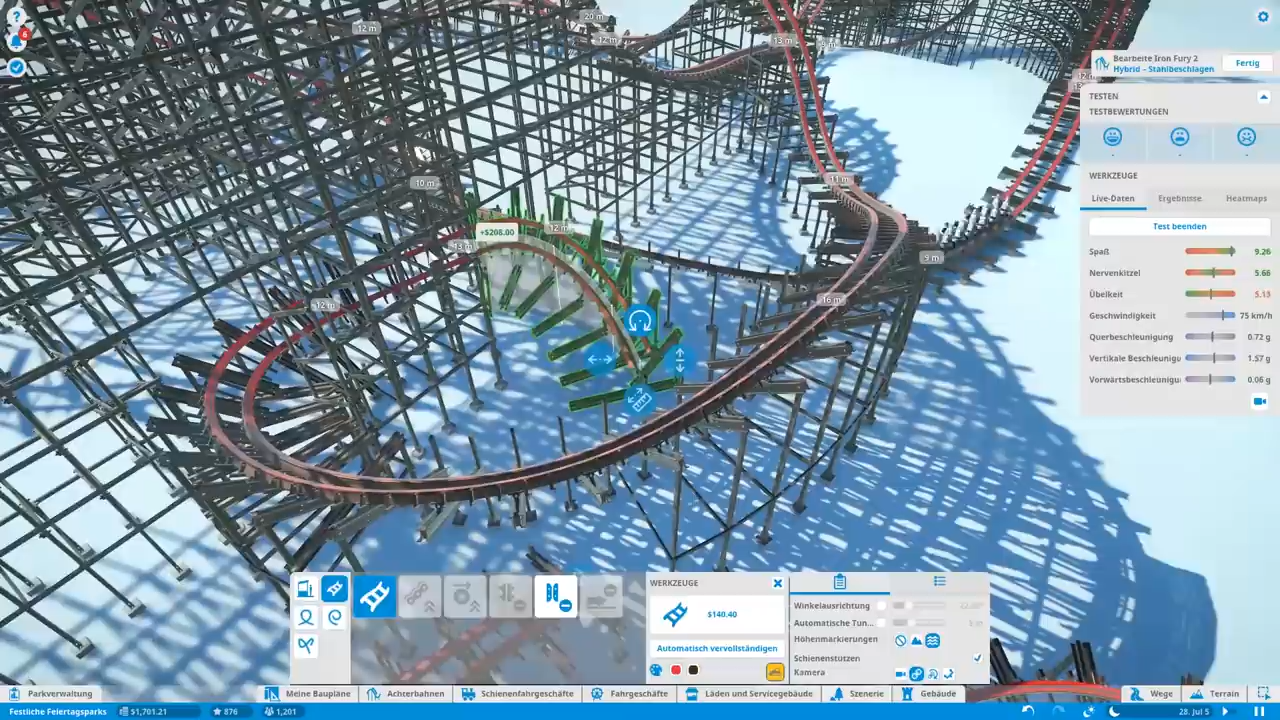 20 m
12 m
12 m
13 m
?
6
Bearbeite Iron Fury 2
Hybrid – Stahlbeschlagen
Fertig
TESTEN
TESTBEWERTUNGEN
- - -
WERKZEUGE
Live-Daten Ergebnisse Heatmaps
Test beenden
Spaß 9.26
Nervenkitzel 5.66
Übelkeit 5.13
Geschwindigkeit 75 km/h
Querbeschleunigung 0.72 g
Vertikale Beschleunigu 1.57 g
Vorwärtsbeschleunigu 0.06 g
10 m
11 m
+$208.00
12 m
13 m
9 m
16 m
12 m
WERKZEUGE
$140.40
Automatisch vervollständigen
Winkelausrichtung
Automatische Tun...
Höhenmarkierungen
Schienenstützen
Kamera
Parkverwaltung
Meine Baupläne
Achterbahnen
Schienenfahrgeschäfte
Fahrgeschäfte
Läden und Servicegebäude
Szenerie
Gebäude
Wege
Terrain
Festliche Feiertagsparks
$1,701.21
876
1,201
28. Jul 5